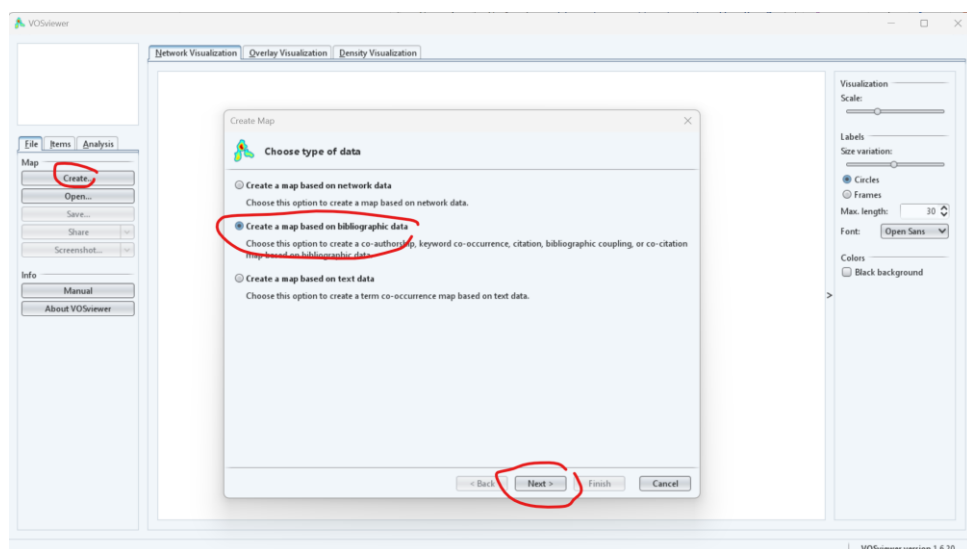 VOSviewer
Network Visualization Overlay Visualization Density Visualization
File Items Analysis
Map
Create...
Open...
Save...
Share
Screenshot...
Info
Manual
About VOSviewer
Create Map
Choose type of data
Create a map based on network data
Choose this option to create a map based on network data.
Create a map based on bibliographic data
Choose this option to create a co-authorship, keyword co-occurrence, citation, bibliographic coupling, or co-citation
map based on bibliographic data.
Create a map based on text data
Choose this option to create a term co-occurrence map based on text data.
< Back Next > Finish Cancel
Visualization
Scale:
Labels
Size variation:
Circles
Frames
Max. length: 30
Font: Open Sans
Colors
Black background
>
VOSviewer version 1.6.20